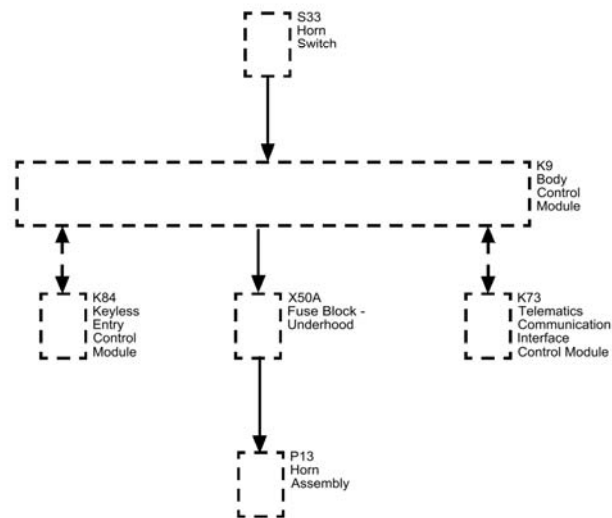 S33
Horn
Switch
K9
Body
Control
Module
K84
Keyless
Entry
Control
Module
X50A
Fuse Block -
Underhood
K73
Telematics
Communication
Interface
Control Module
P13
Horn
Assembly